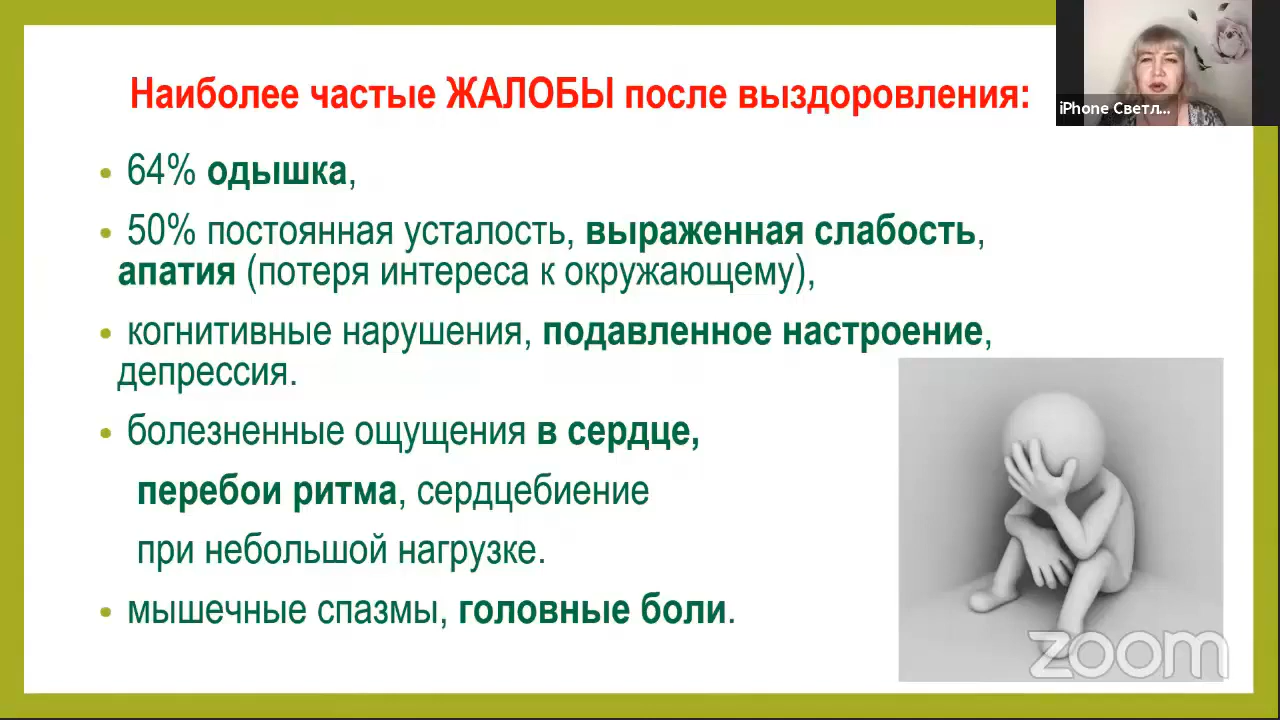 Наиболее частые ЖАЛОБЫ после выздоровления:
iPhone Светл...
• 64% одышка,
• 50% постоянная усталость, выраженная слабость,
апатия (потеря интереса к окружающему),
• когнитивные нарушения, подавленное настроение,
депрессия.
• болезненные ощущения в сердце,
перебои ритма, сердцебиение
при небольшой нагрузке.
• мышечные спазмы, головные боли.
zoom